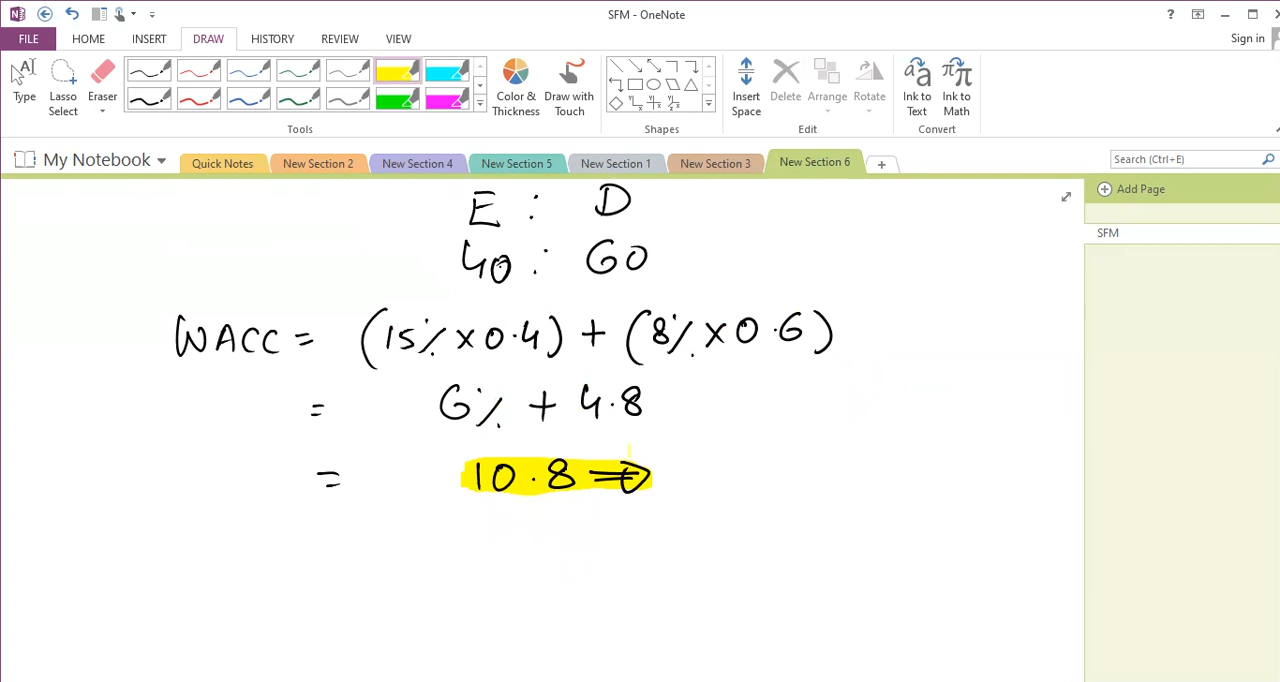 SFM - OneNote
?
Sign in
FILE HOME INSERT DRAW HISTORY REVIEW VIEW
Type
Lasso Select
Eraser
Color & Thickness
Draw with Touch
Insert Space
Delete
Arrange
Rotate
Ink to Text
Ink to Math
Tools
Shapes
Edit
Convert
My Notebook
Quick Notes New Section 2 New Section 4 New Section 5 New Section 1 New Section 3 New Section 6
Search (Ctrl+E)
Add Page
SFM
E : D
40 : 60
WACC = (15% × 0.4) + (8% × 0.6)
= 6% + 4.8
= 10.8 ⇒